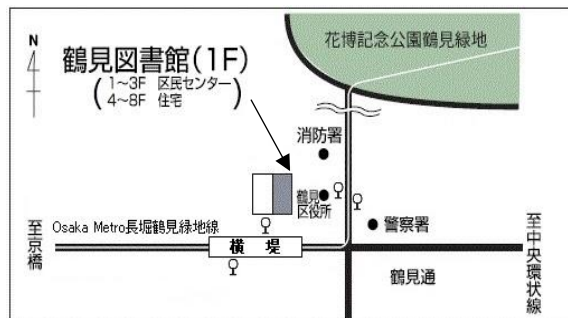 N
花博記念公園鶴見緑地
鶴見図書館(1F)
(1~3F 区民センター
4~8F 住宅)
消防署
鶴見
区役所
警察署
Osaka Metro長堀鶴見緑地線
横堤
鶴見通
至京橋
至中央環状線